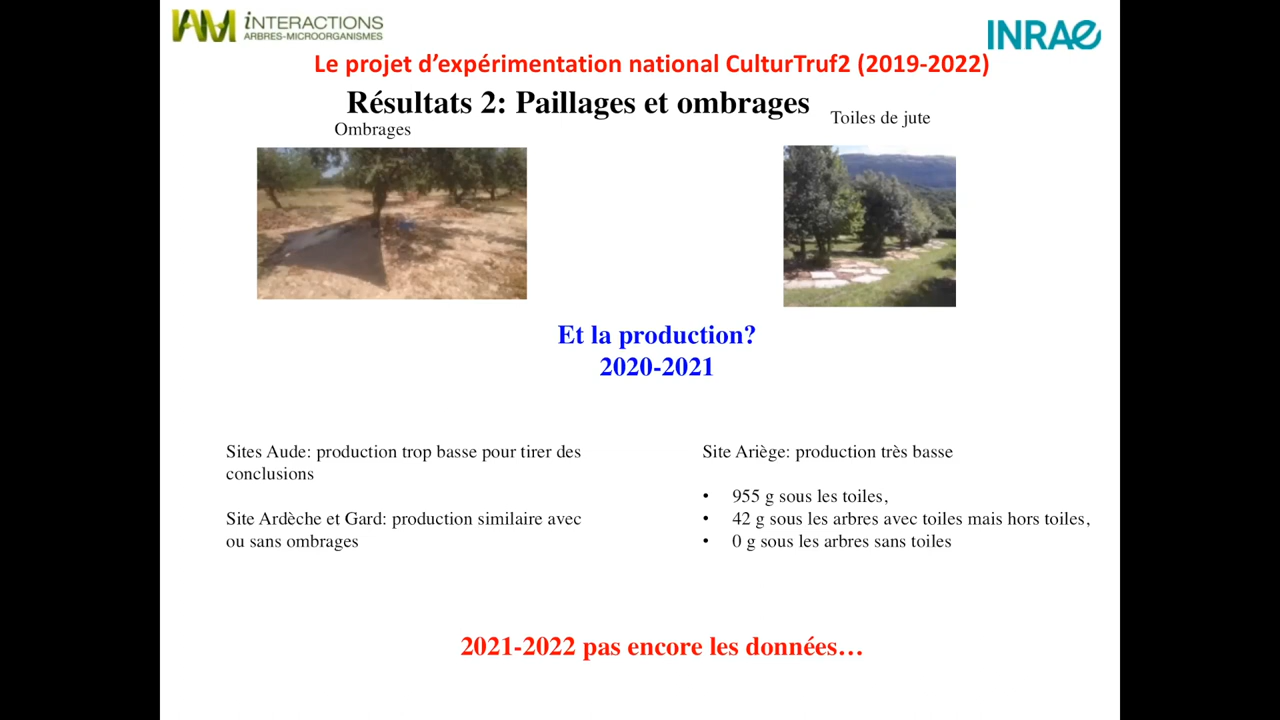 IAM iNTERACTIONS
ARBRES-MICROORGANISMES
INRAE
Le projet d'expérimentation national CulturTruf2 (2019-2022)
Résultats 2: Paillages et ombrages
Ombrages
Toiles de jute
Et la production?
2020-2021
Sites Aude: production trop basse pour tirer des
conclusions
Site Ardèche et Gard: production similaire avec
ou sans ombrages
Site Ariège: production très basse
• 955 g sous les toiles,
• 42 g sous les arbres avec toiles mais hors toiles,
• 0 g sous les arbres sans toiles
2021-2022 pas encore les données…